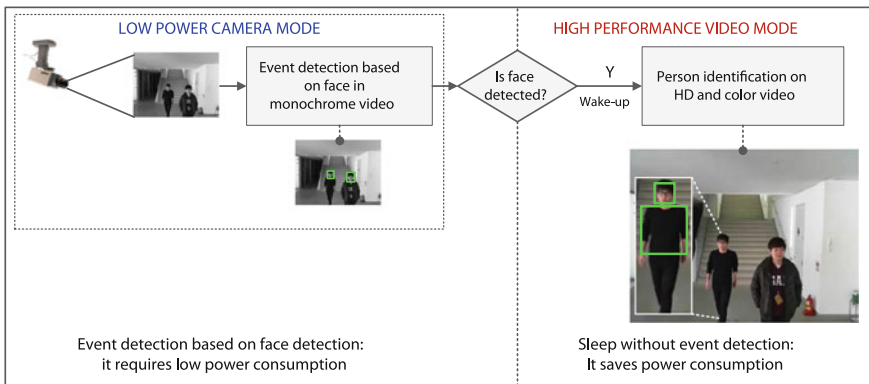 LOW POWER CAMERA MODE
HIGH PERFORMANCE VIDEO MODE
Event detection based
on face in
monochrome video
Is face
detected?
Y
Wake-up
Person identification on
HD and color video
Event detection based on face detection:
it requires low power consumption
Sleep without event detection:
It saves power consumption